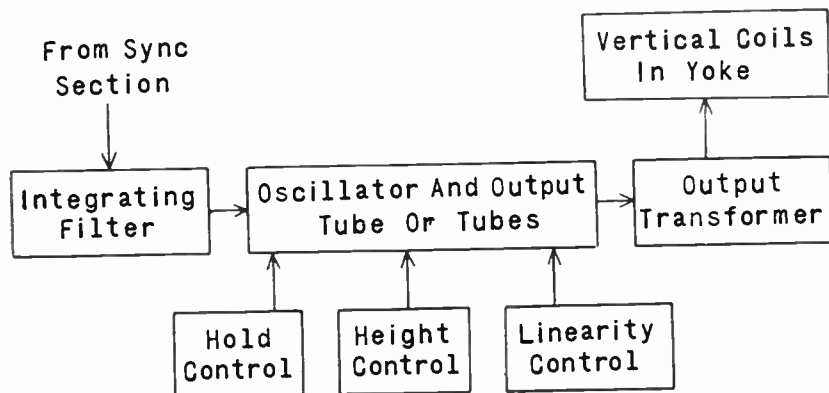 From Sync
Section
Vertical Coils
In Yoke
Integrating
Filter
Oscillator And Output
Tube Or Tubes
Output
Transformer
Hold
Control
Height
Control
Linearity
Control